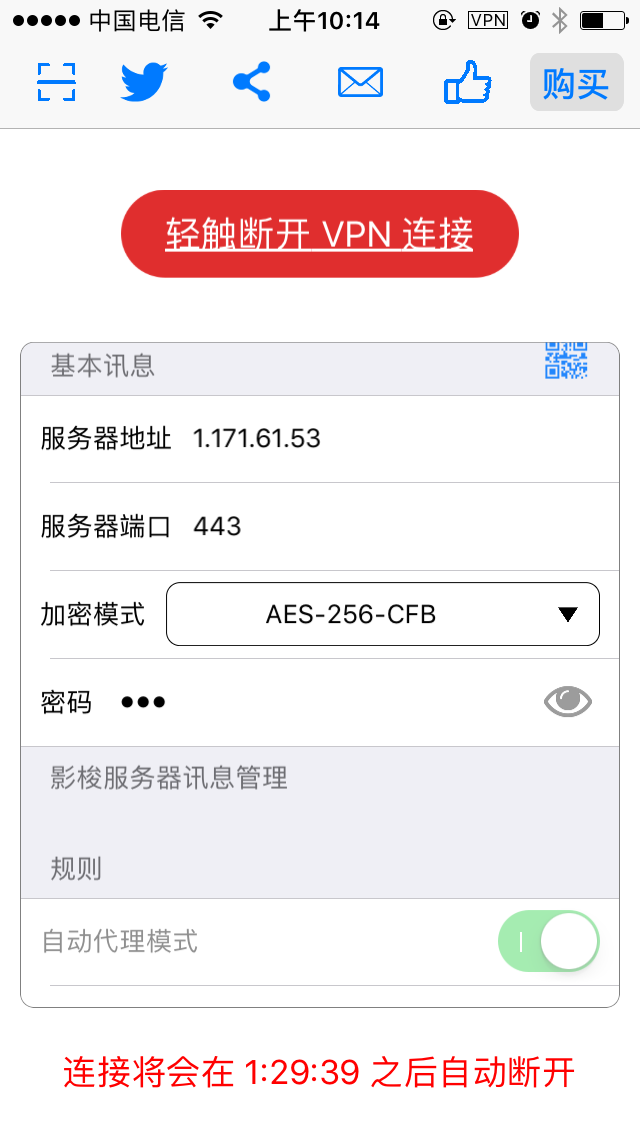 中国电信 上午10:14 VPN
购买
轻触断开 VPN 连接
基本讯息
服务器地址 1.171.61.53
服务器端口 443
加密模式 AES-256-CFB
密码 •••
影梭服务器讯息管理
规则
自动代理模式
连接将会在 1:29:39 之后自动断开